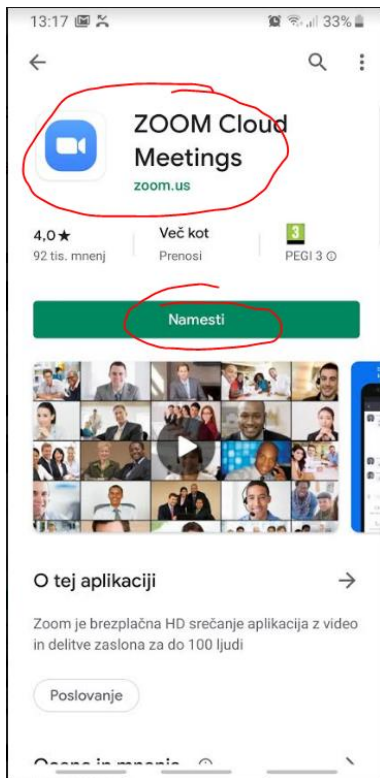 13:17 33%
ZOOM Cloud
Meetings
zoom.us
4,0★ Več kot 3
92 tis. mnenj Prenosi PEGI 3
Namesti
O tej aplikaciji
Zoom je brezplačna HD srečanje aplikacija z video
in delitve zaslona za do 100 ljudi
Poslovanje